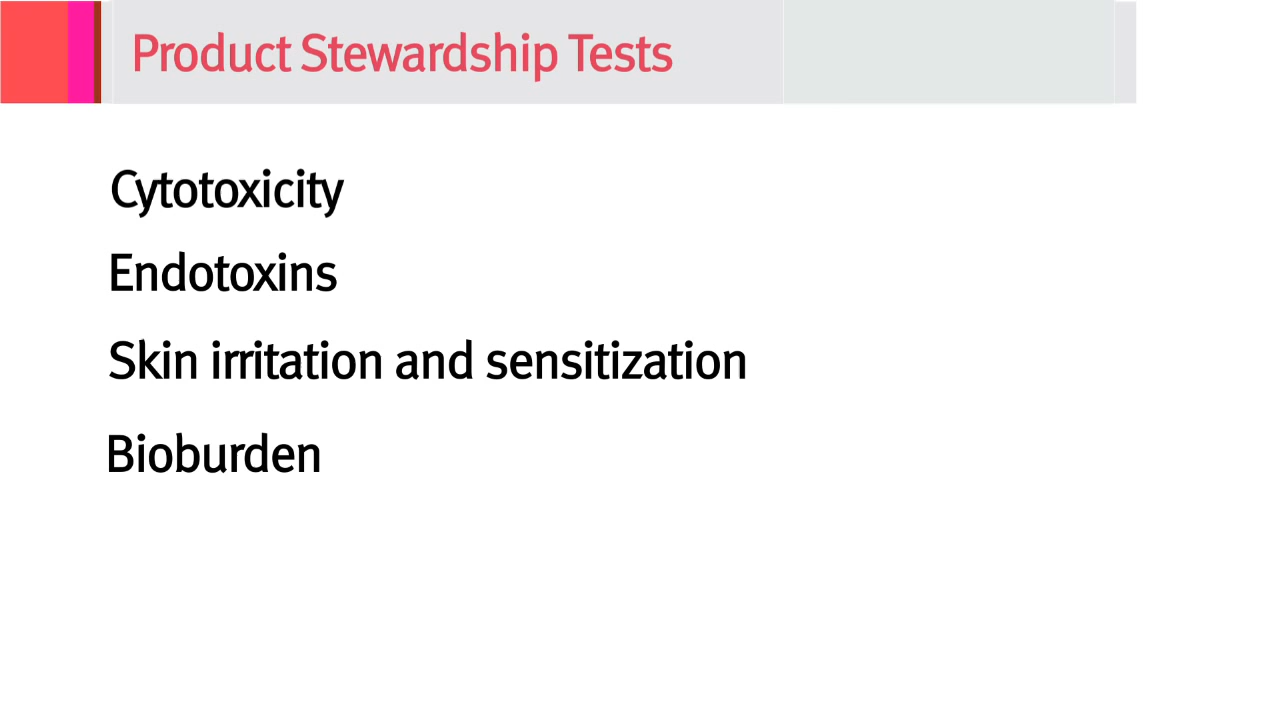 Product Stewardship Tests
Cytotoxicity
Endotoxins
Skin irritation and sensitization
Bioburden